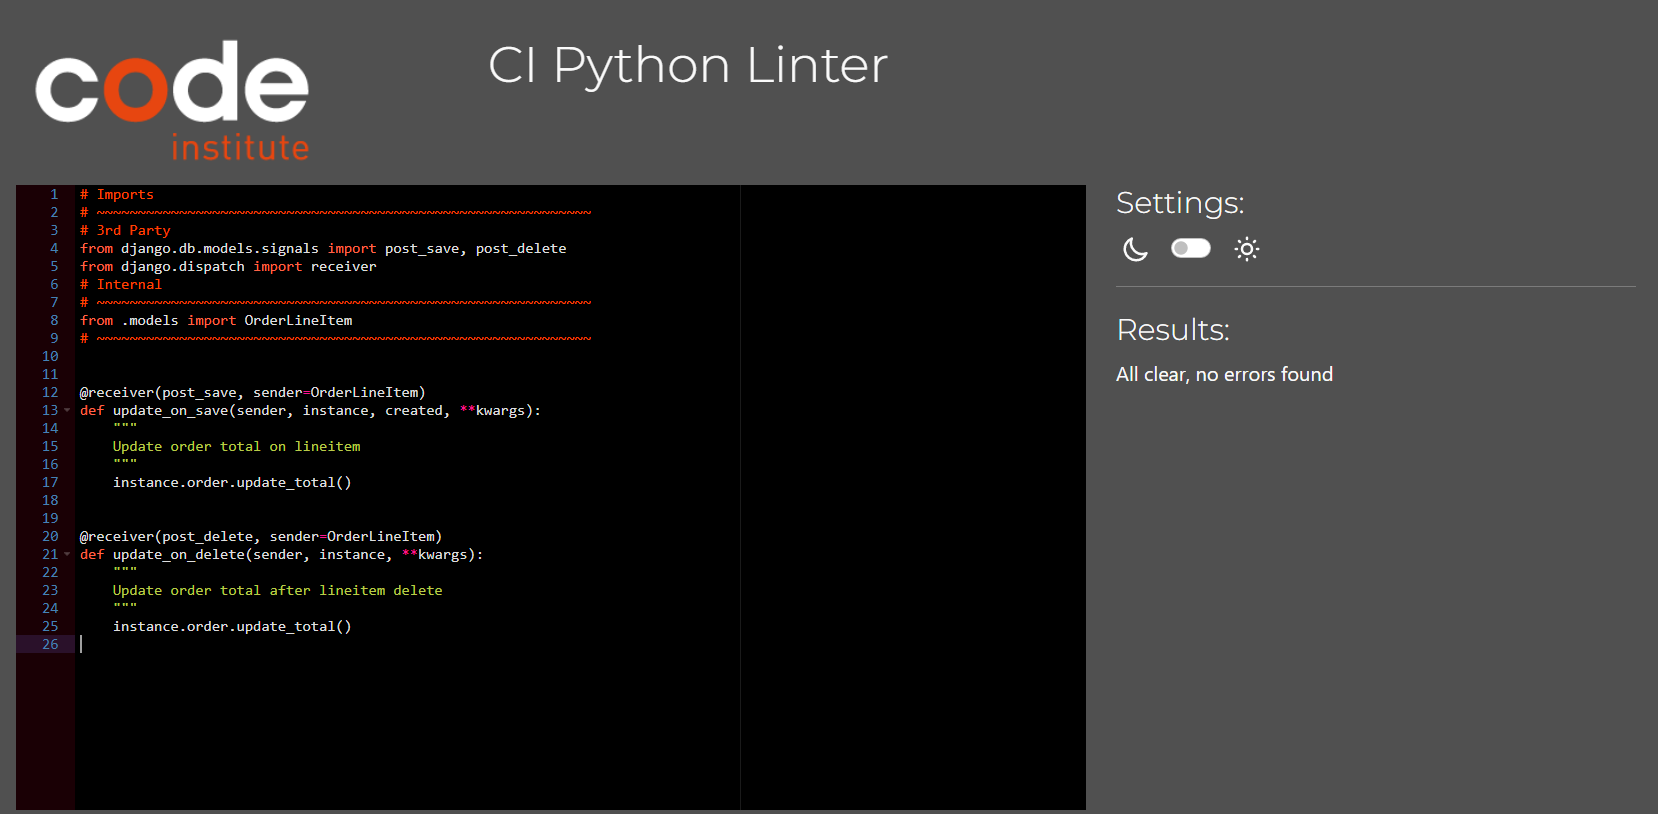 code
institute
CI Python Linter
1 # Imports
2 # ~~~~~~~~~~~~~~~~~~~~~~~~~~~~~~~~~~~~~~~~~~~~~~~~~~~~~~~~~~~~
3 # 3rd Party
4 from django.db.models.signals import post_save, post_delete
5 from django.dispatch import receiver
6 # Internal
7 # ~~~~~~~~~~~~~~~~~~~~~~~~~~~~~~~~~~~~~~~~~~~~~~~~~~~~~~~~~~~~
8 from .models import OrderLineItem
9 # ~~~~~~~~~~~~~~~~~~~~~~~~~~~~~~~~~~~~~~~~~~~~~~~~~~~~~~~~~~~~
10
11
12 @receiver(post_save, sender=OrderLineItem)
13 def update_on_save(sender, instance, created, **kwargs):
14     """
15     Update order total on lineitem
16     """
17     instance.order.update_total()
18
19
20 @receiver(post_delete, sender=OrderLineItem)
21 def update_on_delete(sender, instance, **kwargs):
22     """
23     Update order total after lineitem delete
24     """
25     instance.order.update_total()
26
Settings:
Results:
All clear, no errors found